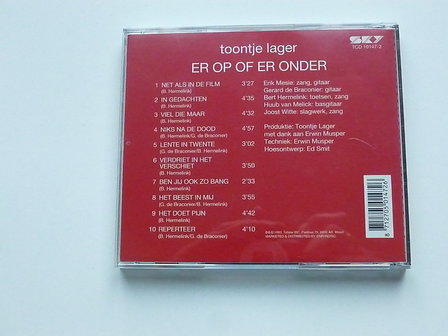 toontje lager
SKY
TCD 10147-2
ER OP OF ER ONDER
1 NET ALS IN DE FILM 3'27
(B. Hermelink)
2 IN GEDACHTEN 4'35
(B. Hermelink)
3 VIEL DIE MAAR 4'32
(B. Hermelink)
4 NIKS NA DE DOOD 4'57
(B. Hermelink/G. de Braconier)
5 LENTE IN TWENTE 3'02
(G. de Braconier/B. Hermelink)
6 VERDRIET IN HET
VERSCHIET 3'50
(B. Hermelink)
7 BEN JIJ OOK ZO BANG 2'33
(B. Hermelink)
8 HET BEEST IN MIJ 3'55
(G. de Braconier/B. Hermelink)
9 HET DOET PIJN 4'42
(B. Hermelink)
10 REPERTEER 4'10
(B. Hermelink/G. de Braconier)
Erik Mesie: zang, gitaar
Gerard de Braconier: gitaar
Bert Hermelink: toetsen, zang
Huub van Melick: basgitaar
Joost Witte: slagwerk, zang
Produktie: Toontje Lager
met dank aan Erwin Musper
Techniek: Erwin Musper
Hoesontwerp: Ed Smit
8 712705 014726